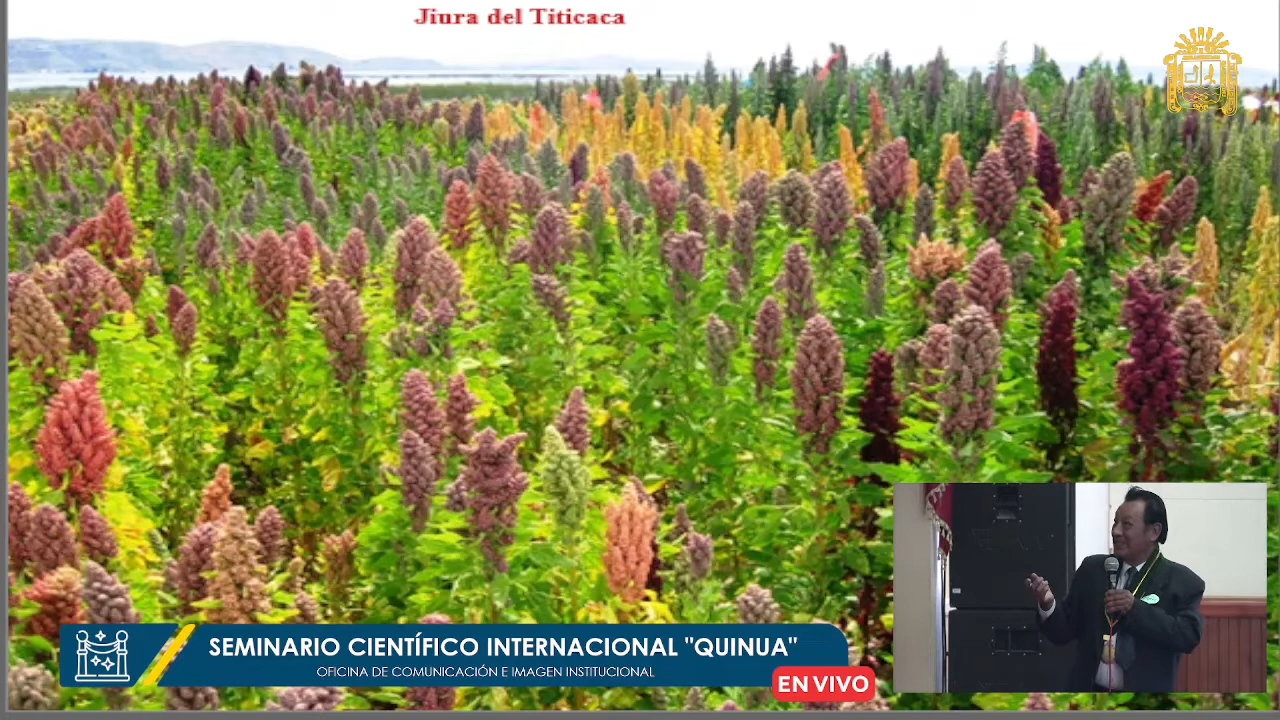 Jiura del Titicaca
SEMINARIO CIENTÍFICO INTERNACIONAL "QUINUA"
OFICINA DE COMUNICACIÓN E IMAGEN INSTITUCIONAL
EN VIVO